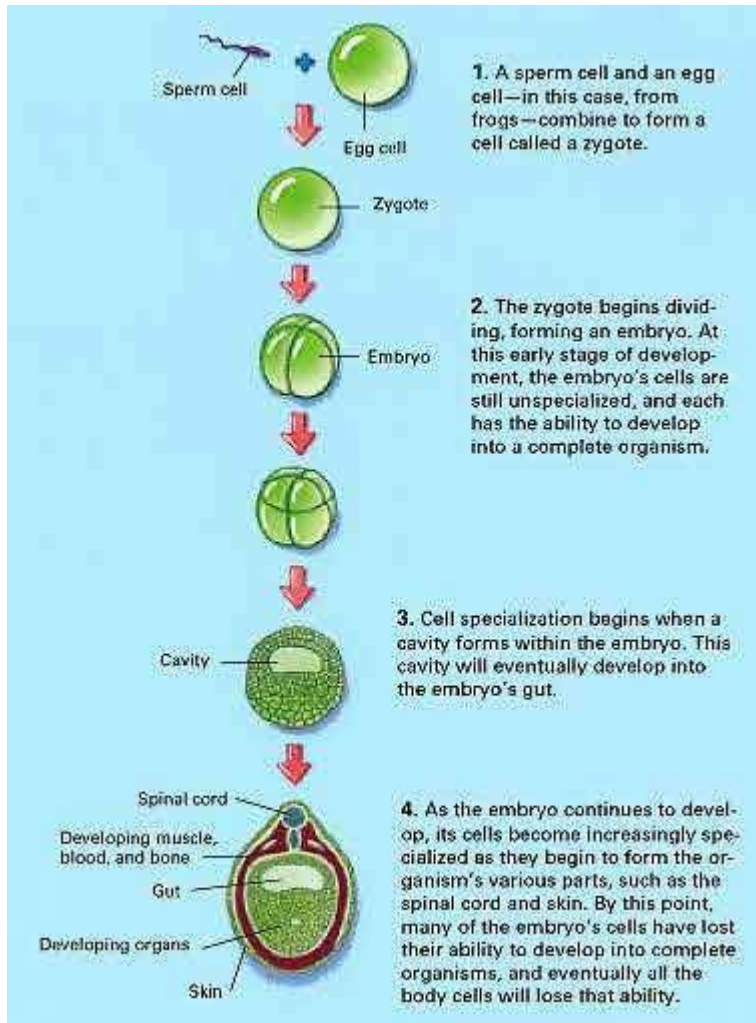 Sperm cell
Egg cell
1. A sperm cell and an egg
cell—in this case, from
frogs—combine to form a
cell called a zygote.
Zygote
2. The zygote begins divid-
ing, forming an embryo. At
this early stage of develop-
ment, the embryo's cells are
still unspecialized, and each
has the ability to develop
into a complete organism.
Embryo
3. Cell specialization begins when a
cavity forms within the embryo. This
cavity will eventually develop into
the embryo's gut.
Cavity
Spinal cord
Developing muscle,
blood, and bone
Gut
Developing organs
Skin
4. As the embryo continues to devel-
op, its cells become increasingly spe-
cialized as they begin to form the or-
ganism's various parts, such as the
spinal cord and skin. By this point,
many of the embryo's cells have lost
their ability to develop into complete
organisms, and eventually all the
body cells will lose that ability.